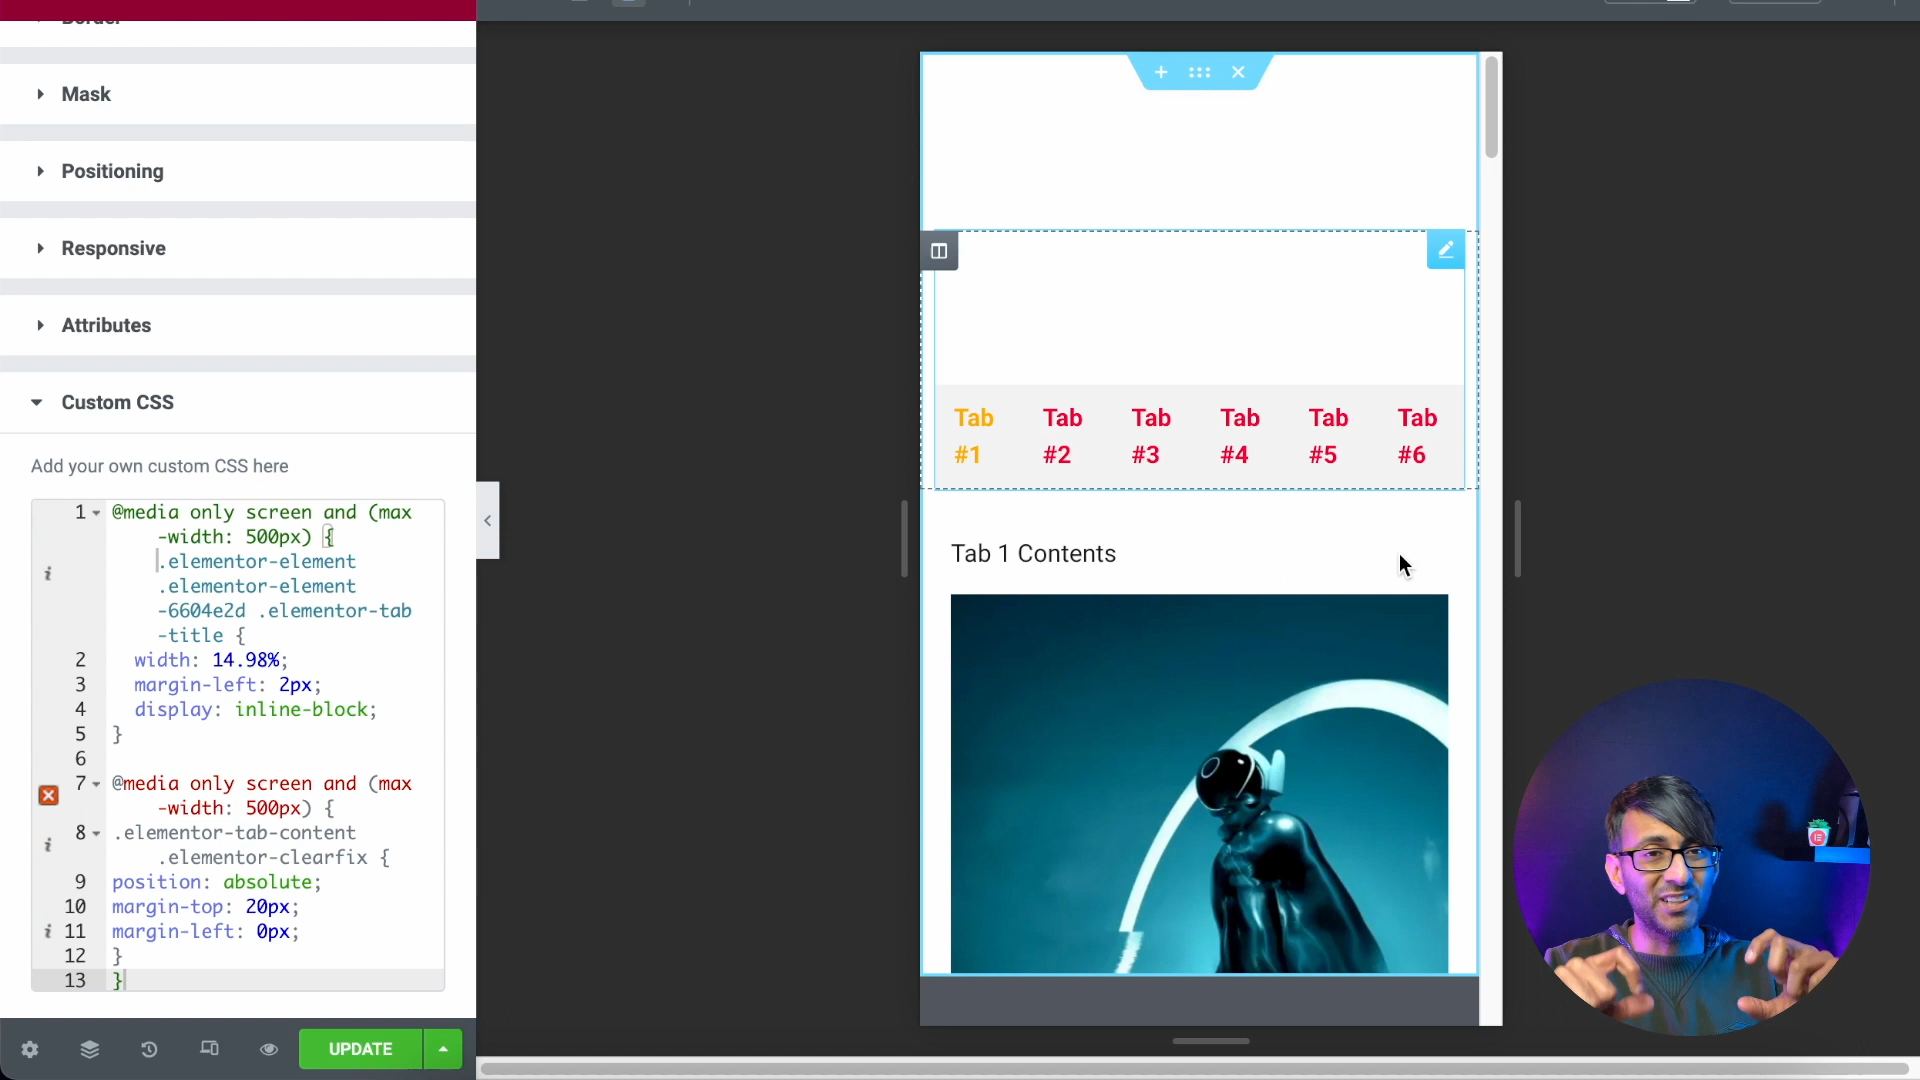 Border
Mask
Positioning
Responsive
Attributes
Custom CSS
Add your own custom CSS here
1 @media only screen and (max
-width: 500px) {
.elementor-element
.elementor-element
-6604e2d .elementor-tab
-title {
2 width: 14.98%;
3 margin-left: 2px;
4 display: inline-block;
5 }
6
7 @media only screen and (max
-width: 500px) {
8 .elementor-tab-content
.elementor-clearfix {
9 position: absolute;
10 margin-top: 20px;
11 margin-left: 0px;
12 }
13 }
UPDATE
Tab Tab Tab Tab Tab Tab
#1 #2 #3 #4 #5 #6
Tab 1 Contents